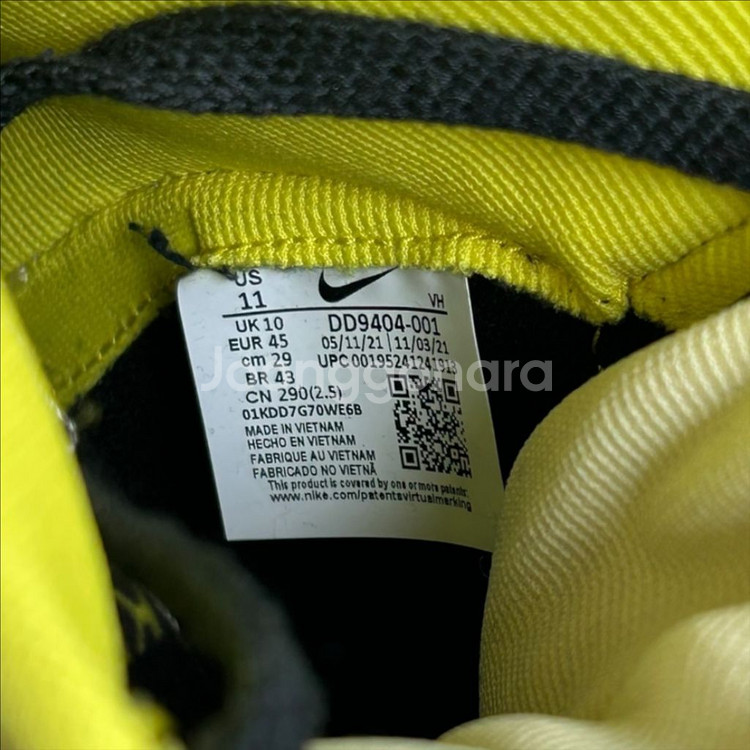 US
11
VH
UK 10
DD9404-001
EUR 45
05/11/21 11/03/21
cm 29
BR 43
CN 290(2.5)
01KDD7G70WE6B
MADE IN VIETNAM
HECHO EN VIETNAM
FABRIQUE AU VIETNAM
FABRICADO NO VIETNÃ
This product is covered by one or more patents:
www.nike.com/patentsvirtualmarking
Joonggonara